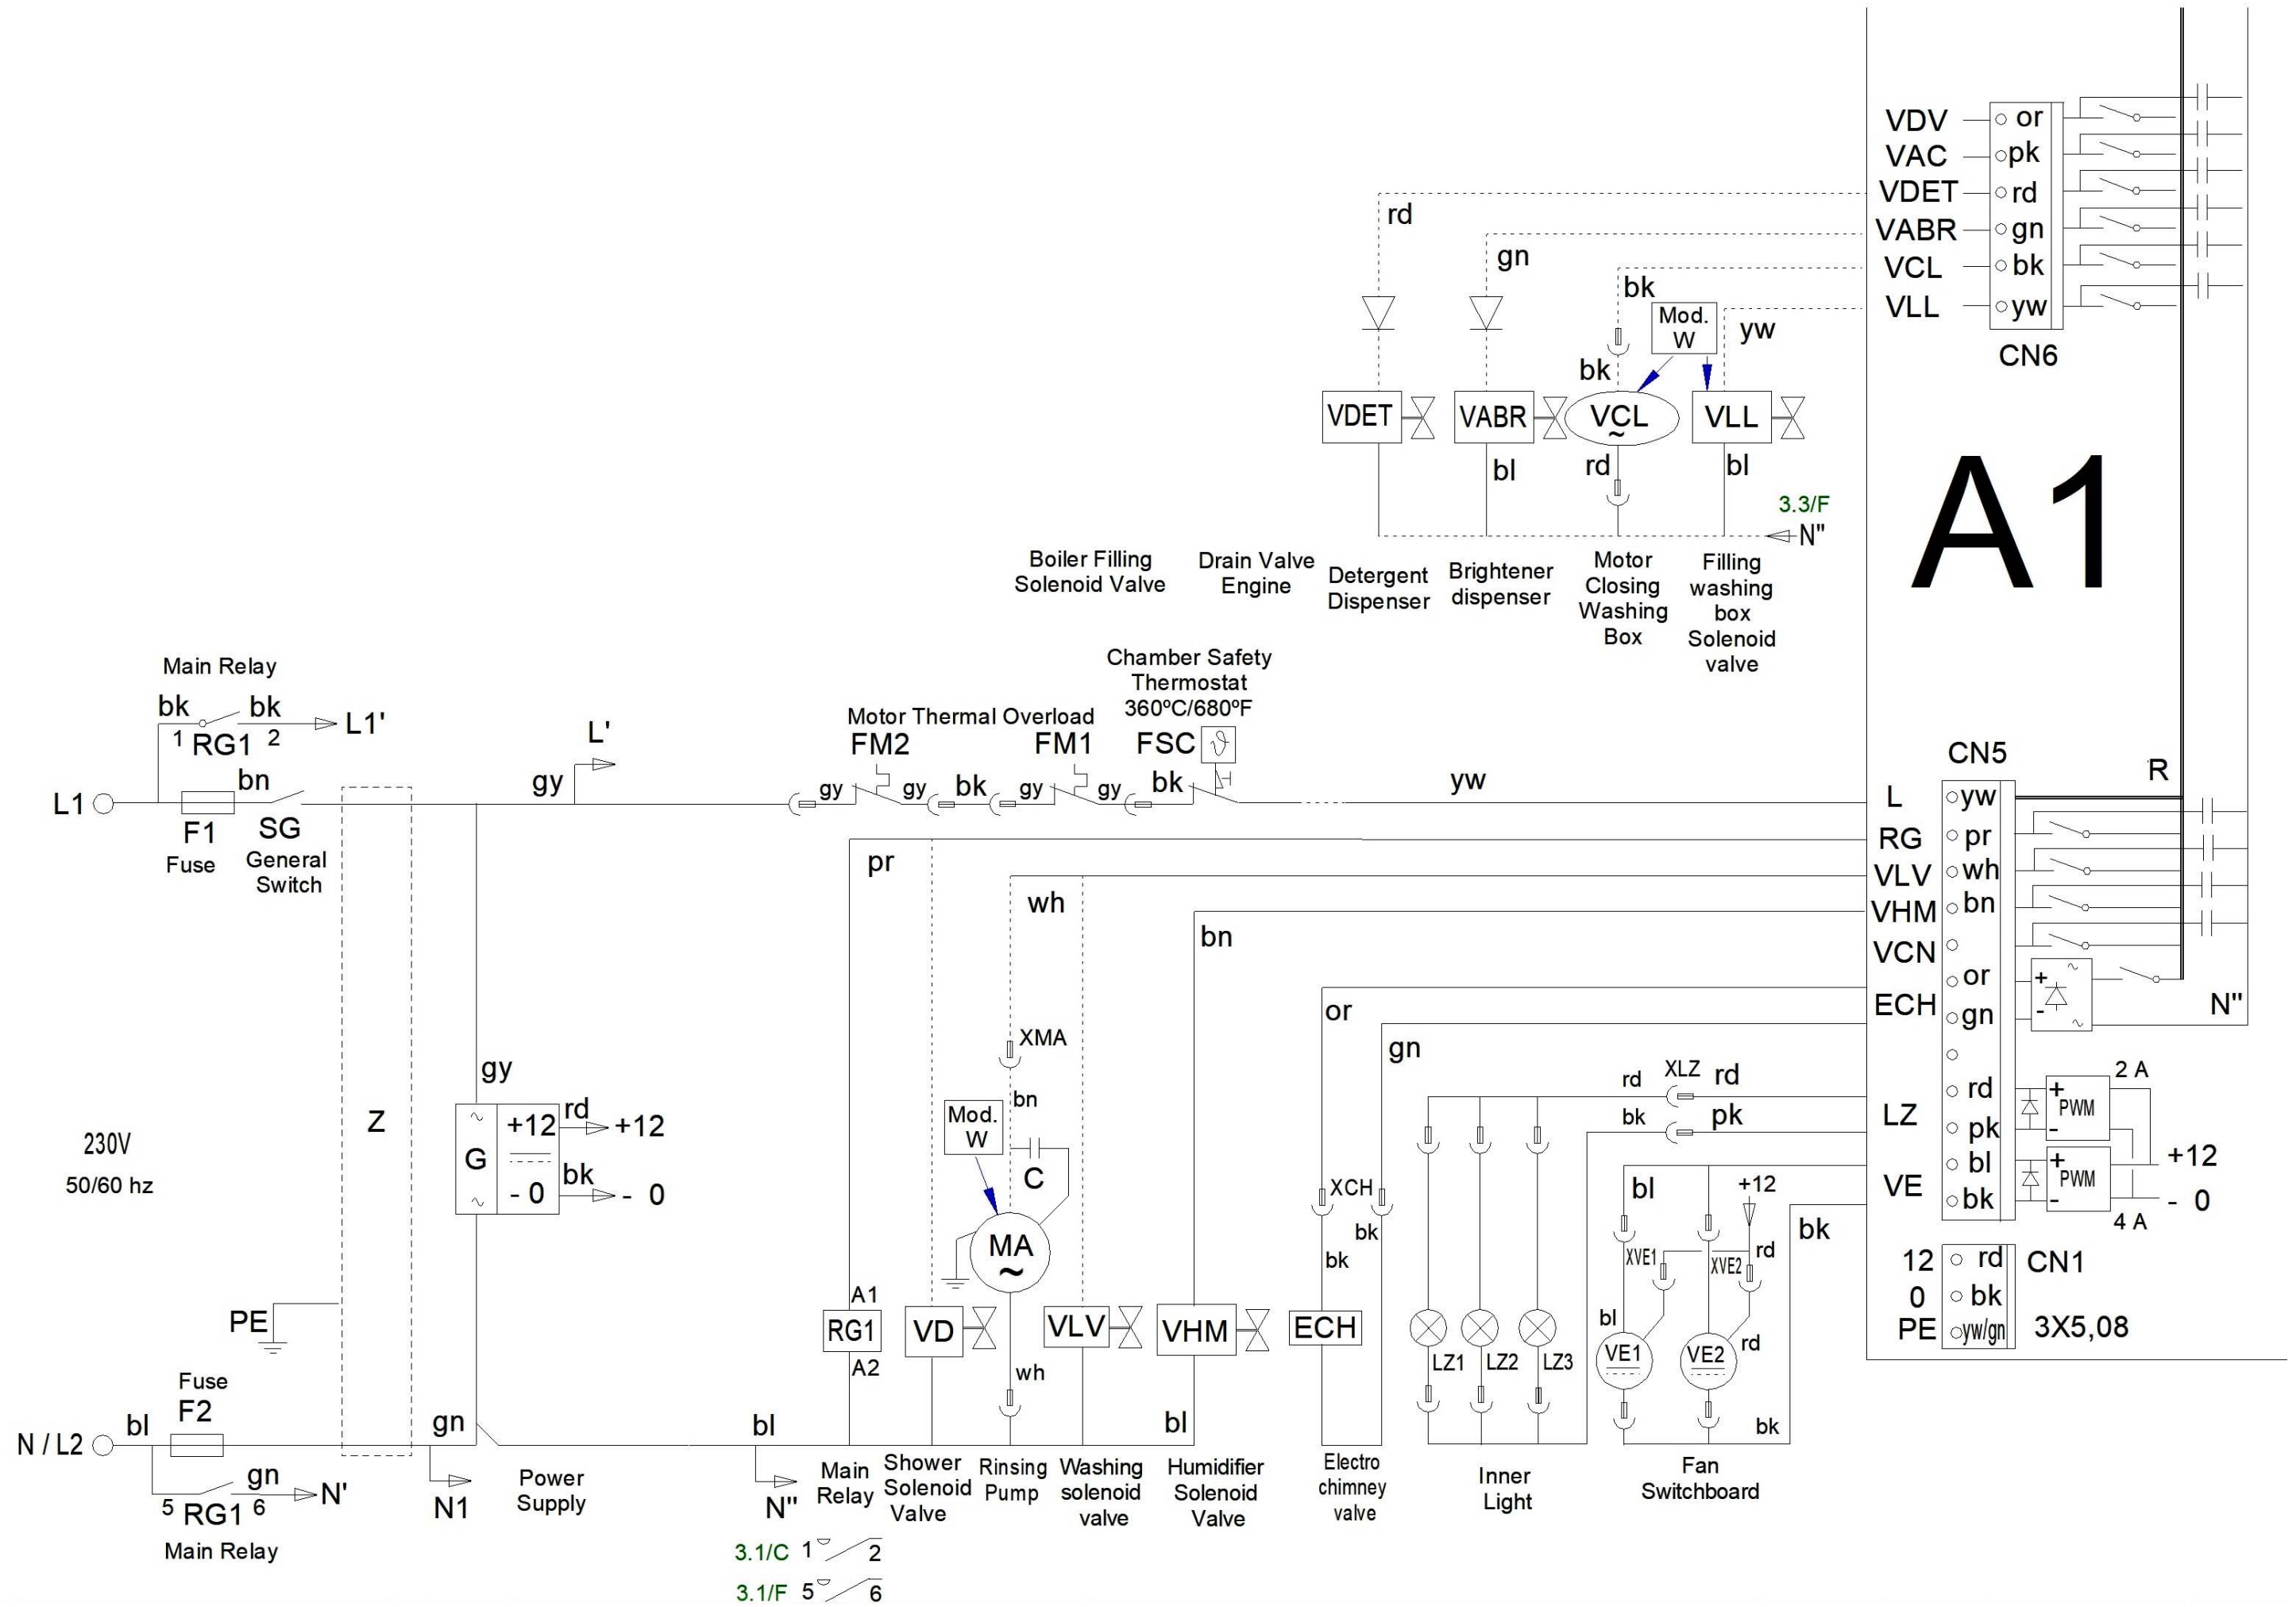 VDV
or
VAC
pk
VDET
rd
VABR
gn
VCL
bk
VLL
yw
CN6
rd
gn
bk
Mod.
W
yw
bk
VDET
VABR
VCL
~
VLL
bl
rd
bl
3.3/F
N"
A1
Boiler Filling
Solenoid Valve
Drain Valve
Engine
Detergent
Dispenser
Brightener
dispenser
Motor
Closing
Washing
Box
Filling
washing
box
Solenoid
valve
Main Relay
bk
bk
1
RG1
2
L1'
bn
L1
F1
Fuse
SG
General
Switch
gy
L'
Motor Thermal Overload
FM2
FM1
Chamber Safety
Thermostat
360ºC/680ºF
FSC
gy
gy
bk
gy
gy
bk
yw
CN5
R
L
yw
RG
pr
VLV
wh
VHM
bn
VCN
ECH
or
gn
+
-
~
~
N"
LZ
rd
pk
VE
bl
bk
+
-
PWM
2 A
+
-
PWM
4 A
+12
- 0
12
rd
CN1
0
bk
PE
yw/gn
3X5,08
pr
wh
bn
or
gn
XMA
bn
Mod.
W
C
MA
~
wh
gy
~
G
~
+12
- 0
rd
+12
bk
- 0
Z
230V
50/60 hz
PE
Fuse
F2
bl
N / L2
gn
5
RG1
6
N'
Main Relay
gn
N1
Power
Supply
bl
N"
A1
RG1
A2
VD
VLV
VHM
bl
ECH
XCH
bk
bk
rd
XLZ
rd
bk
pk
LZ1
LZ2
LZ3
bl
+12
XVE1
XVE2
rd
bk
bl
VE1
VE2
rd
bk
Main
Relay
Shower
Solenoid
Valve
Rinsing
Pump
Washing
solenoid
valve
Humidifier
Solenoid
Valve
Electro
chimney
valve
Inner
Light
Fan
Switchboard
3.1/C
1
2
3.1/F
5
6